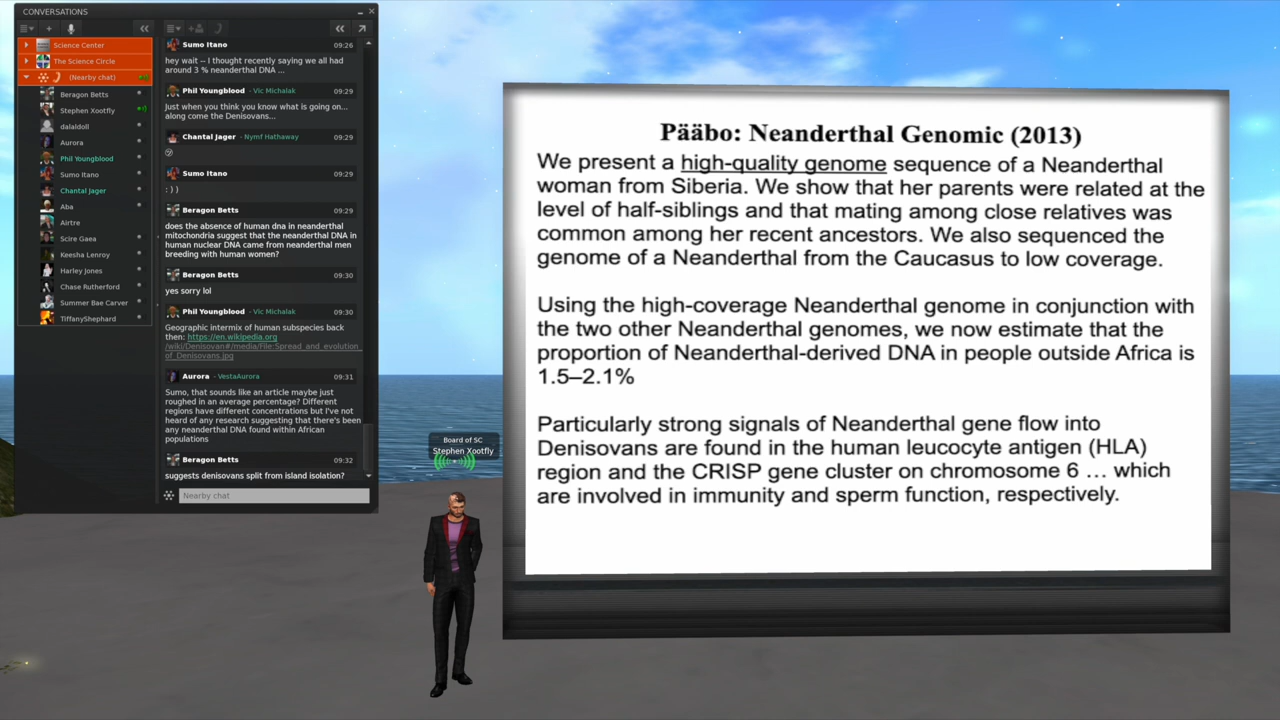 CONVERSATIONS
Science Center
The Science Circle
(Nearby chat)
Beragon Betts
Stephen Xootfly
dalaldoll
Aurora
Phil Youngblood
Sumo Itano
Chantal Jager
Aba
Airtre
Scire Gaea
Keesha Lenroy
Harley Jones
Chase Rutherford
Summer Bae Carver
TiffanyShephard
Sumo Itano 09:26
hey wait -- I thought recently saying we all had
around 3 % neanderthal DNA ...
Phil Youngblood - Vic Michalak 09:29
Just when you think you know what is going on...
along come the Denisovans...
Chantal Jager - Nymf Hathaway 09:29
Sumo Itano 09:29
: ) )
Beragon Betts 09:29
does the absence of human dna in neanderthal
mitochondria suggest that the neanderthal DNA in
human nuclear DNA came from neanderthal men
breeding with human women?
Beragon Betts 09:30
yes sorry lol
Phil Youngblood - Vic Michalak 09:30
Geographic intermix of human subspecies back
then: https://en.wikipedia.org
/wiki/Denisovan#/media/File:Spread_and_evolution_
of_Denisovans.jpg
Aurora - VestaAurora 09:31
Sumo, that sounds like an article maybe just
roughed in an average percentage? Different
regions have different concentrations but I've not
heard of any research suggesting that there's been
any neanderthal DNA found within African
populations
Beragon Betts 09:32
suggests denisovans split from island isolation?
Nearby chat
Board of SC
Stephen Xootfly
Pääbo: Neanderthal Genomic (2013)
We present a high-quality genome sequence of a Neanderthal
woman from Siberia. We show that her parents were related at the
level of half-siblings and that mating among close relatives was
common among her recent ancestors. We also sequenced the
genome of a Neanderthal from the Caucasus to low coverage.
Using the high-coverage Neanderthal genome in conjunction with
the two other Neanderthal genomes, we now estimate that the
proportion of Neanderthal-derived DNA in people outside Africa is
1.5–2.1%
Particularly strong signals of Neanderthal gene flow into
Denisovans are found in the human leucocyte antigen (HLA)
region and the CRISP gene cluster on chromosome 6 ... which
are involved in immunity and sperm function, respectively.